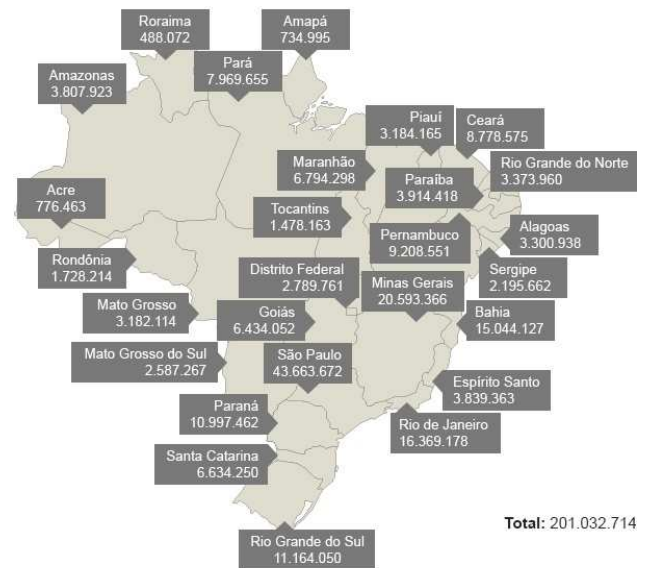 Roraima
488.072
Amapá
734.995
Pará
7.969.655
Amazonas
3.807.923
Piauí
3.184.165
Ceará
8.778.575
Maranhão
6.794.298
Rio Grande do Norte
3.373.960
Paraíba
3.914.418
Acre
776.463
Tocantins
1.478.163
Alagoas
3.300.938
Pernambuco
9.208.551
Rondônia
1.728.214
Distrito Federal
2.789.761
Minas Gerais
20.593.366
Sergipe
2.195.662
Mato Grosso
3.182.114
Goiás
6.434.052
Bahia
15.044.127
Mato Grosso do Sul
2.587.267
São Paulo
43.663.672
Espírito Santo
3.839.363
Paraná
10.997.462
Rio de Janeiro
16.369.178
Santa Catarina
6.634.250
Total: 201.032.714
Rio Grande do Sul
11.164.050